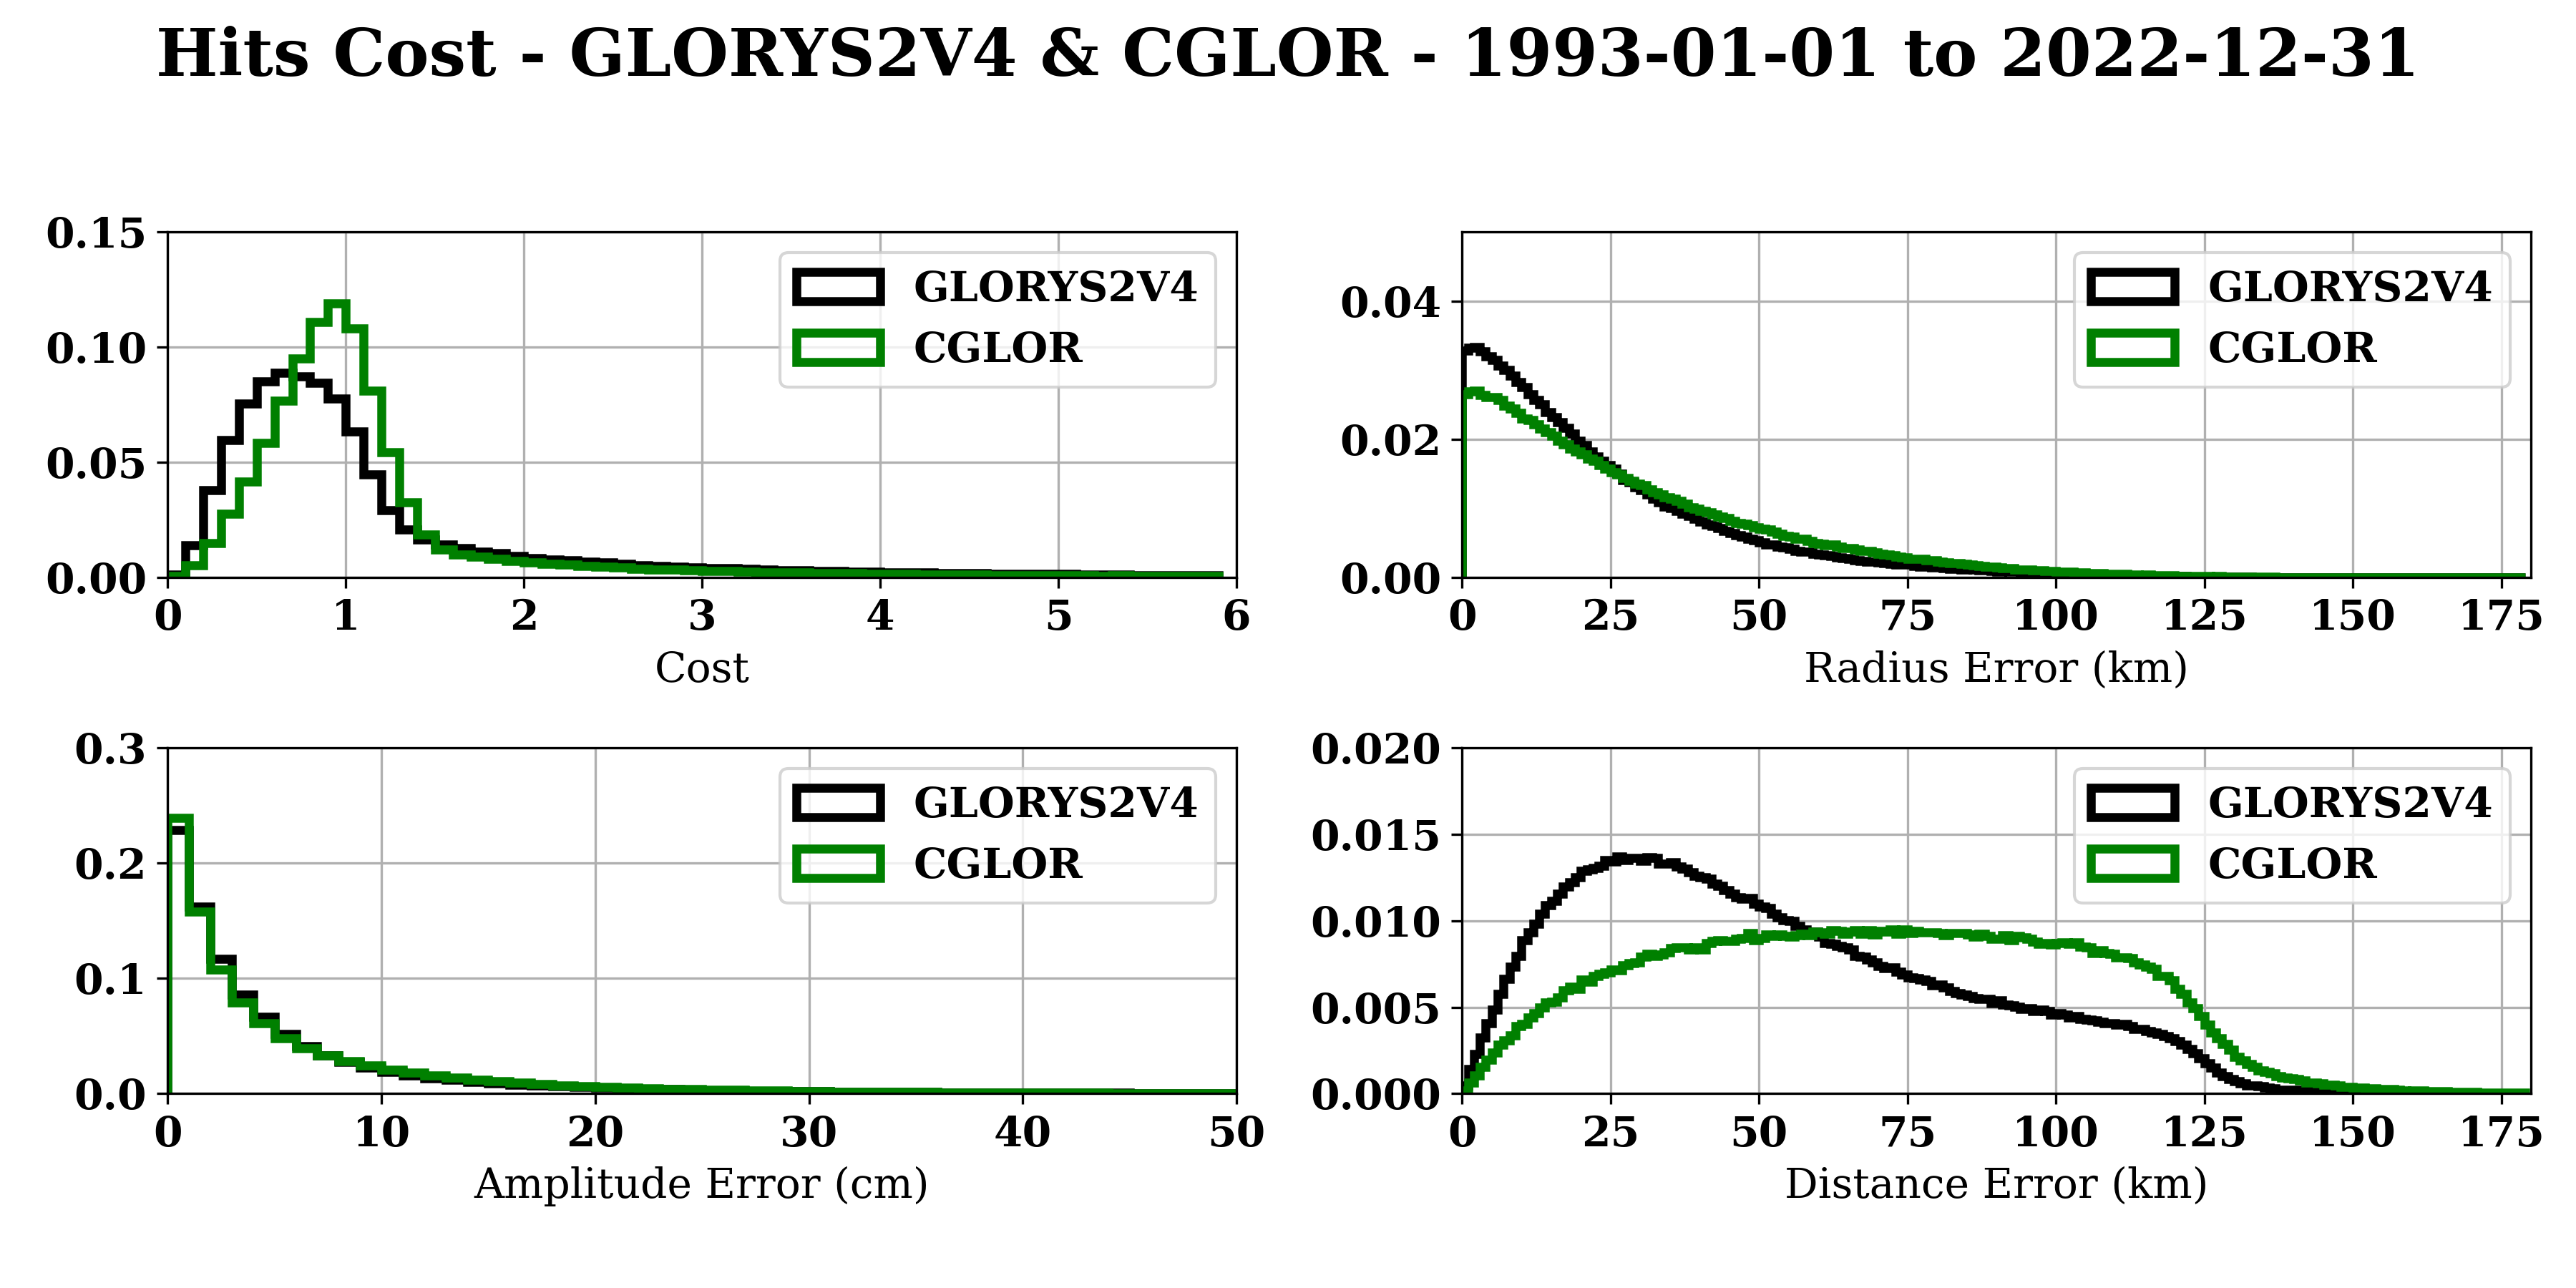 Hits Cost - GLORYS2V4 & CGLOR - 1993-01-01 to 2022-12-31
0.15
0.10
0.05
0.00
0 1 2 3 4 5 6
Cost
GLORYS2V4
CGLOR
0.04
0.02
0.00
0 25 50 75 100 125 150 175
Radius Error (km)
GLORYS2V4
CGLOR
0.3
0.2
0.1
0.0
0 10 20 30 40 50
Amplitude Error (cm)
GLORYS2V4
CGLOR
0.020
0.015
0.010
0.005
0.000
0 25 50 75 100 125 150 175
Distance Error (km)
GLORYS2V4
CGLOR